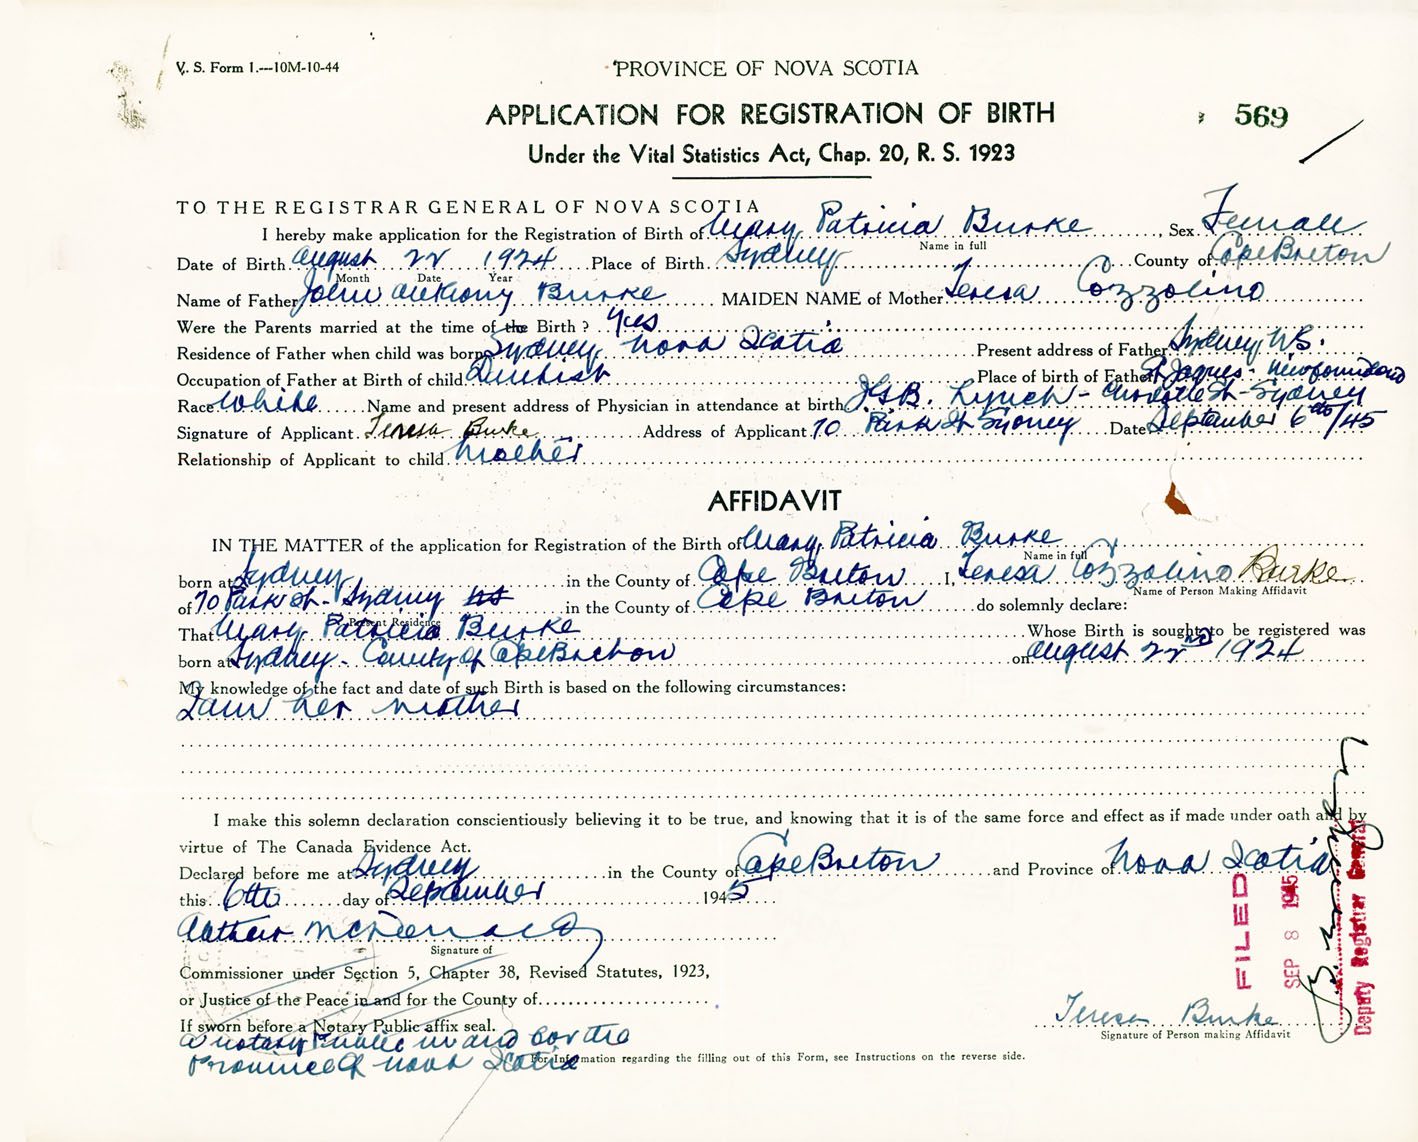 V. S. Form 1.—10M-10-44
PROVINCE OF NOVA SCOTIA
APPLICATION FOR REGISTRATION OF BIRTH
569
Under the Vital Statistics Act, Chap. 20, R. S. 1923
TO THE REGISTRAR GENERAL OF NOVA SCOTIA
I hereby make application for the Registration of Birth of Mary Patricia Burke, Sex Female
Name in full
Date of Birth August 22 1924 Place of Birth Sydney County of Cape Breton
Month Date Year
Name of Father John Anthony Burke MAIDEN NAME of Mother Teresa Cozzolino
Were the Parents married at the time of the Birth? Yes
Residence of Father when child was born Sydney Nova Scotia Present address of Father Sydney N.S.
Occupation of Father at Birth of child Dentist Place of birth of Father St Jaques - Newfoundland
Race White Name and present address of Physician in attendance at birth J G B. Lynch - Charlotte St - Sydney
Signature of Applicant Teresa Burke Address of Applicant 70 Park St Sydney Date September 6th/45
Relationship of Applicant to child Mother
AFFIDAVIT
IN THE MATTER of the application for Registration of the Birth of Mary Patricia Burke
Name in full
born at Sydney in the County of Cape Breton I, Teresa Cozzolino Burke
Name of Person Making Affidavit
of 70 Park St - Sydney NS in the County of Cape Breton do solemnly declare:
Present Residence
That Mary Patricia Burke Whose Birth is sought to be registered was
born at Sydney - County of Cape Breton on August 22nd 1924
My knowledge of the fact and date of such Birth is based on the following circumstances:
I am her mother
I make this solemn declaration conscientiously believing it to be true, and knowing that it is of the same force and effect as if made under oath and by
virtue of The Canada Evidence Act.
Declared before me at Sydney in the County of Cape Breton and Province of Nova Scotia
this 6th day of September 1945
Arthur McDonald
Signature of
Commissioner under Section 5, Chapter 38, Revised Statutes, 1923,
or Justice of the Peace in and for the County of
If sworn before a Notary Public affix seal.
a notary Public in and for the
Province of Nova Scotia
For Information regarding the filling out of this Form, see Instructions on the reverse side.
Teresa Burke
Signature of Person making Affidavit
FILED
SEP 8 1945
Deputy Registrar General